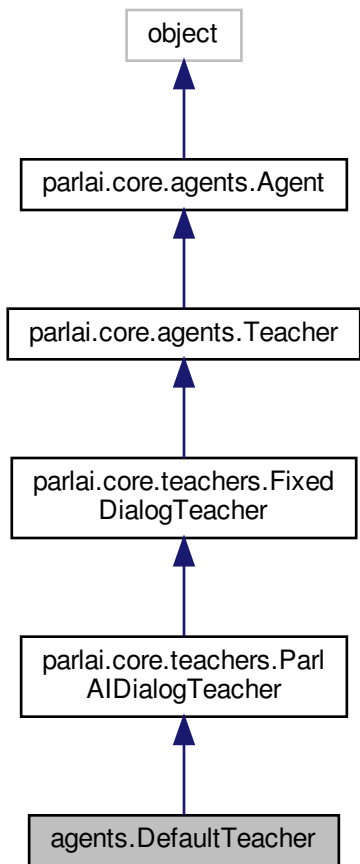 object
parlai.core.agents.Agent
parlai.core.agents.Teacher
parlai.core.teachers.Fixed
DialogTeacher
parlai.core.teachers.Parl
AIDialogTeacher
agents.DefaultTeacher